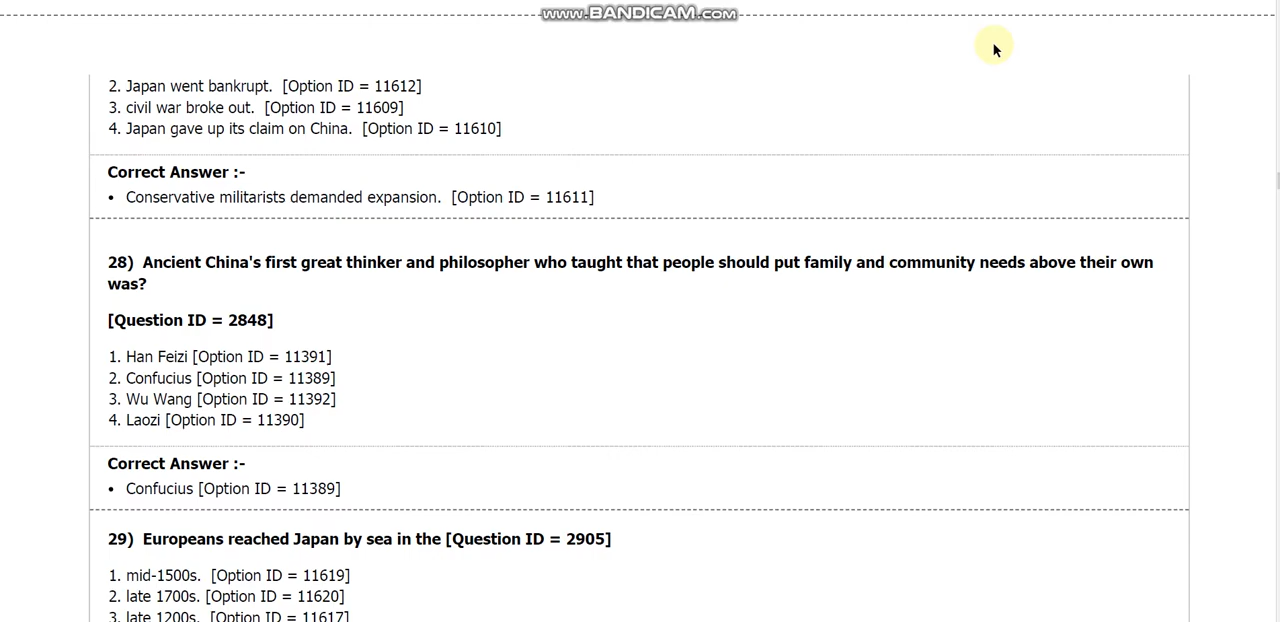 www.BANDICAM.com
2. Japan went bankrupt. [Option ID = 11612]
3. civil war broke out. [Option ID = 11609]
4. Japan gave up its claim on China. [Option ID = 11610]
Correct Answer :-
• Conservative militarists demanded expansion. [Option ID = 11611]
28) Ancient China's first great thinker and philosopher who taught that people should put family and community needs above their own
was?
[Question ID = 2848]
1. Han Feizi [Option ID = 11391]
2. Confucius [Option ID = 11389]
3. Wu Wang [Option ID = 11392]
4. Laozi [Option ID = 11390]
Correct Answer :-
• Confucius [Option ID = 11389]
29) Europeans reached Japan by sea in the [Question ID = 2905]
1. mid-1500s. [Option ID = 11619]
2. late 1700s. [Option ID = 11620]
3. late 1200s. [Option ID = 11617]